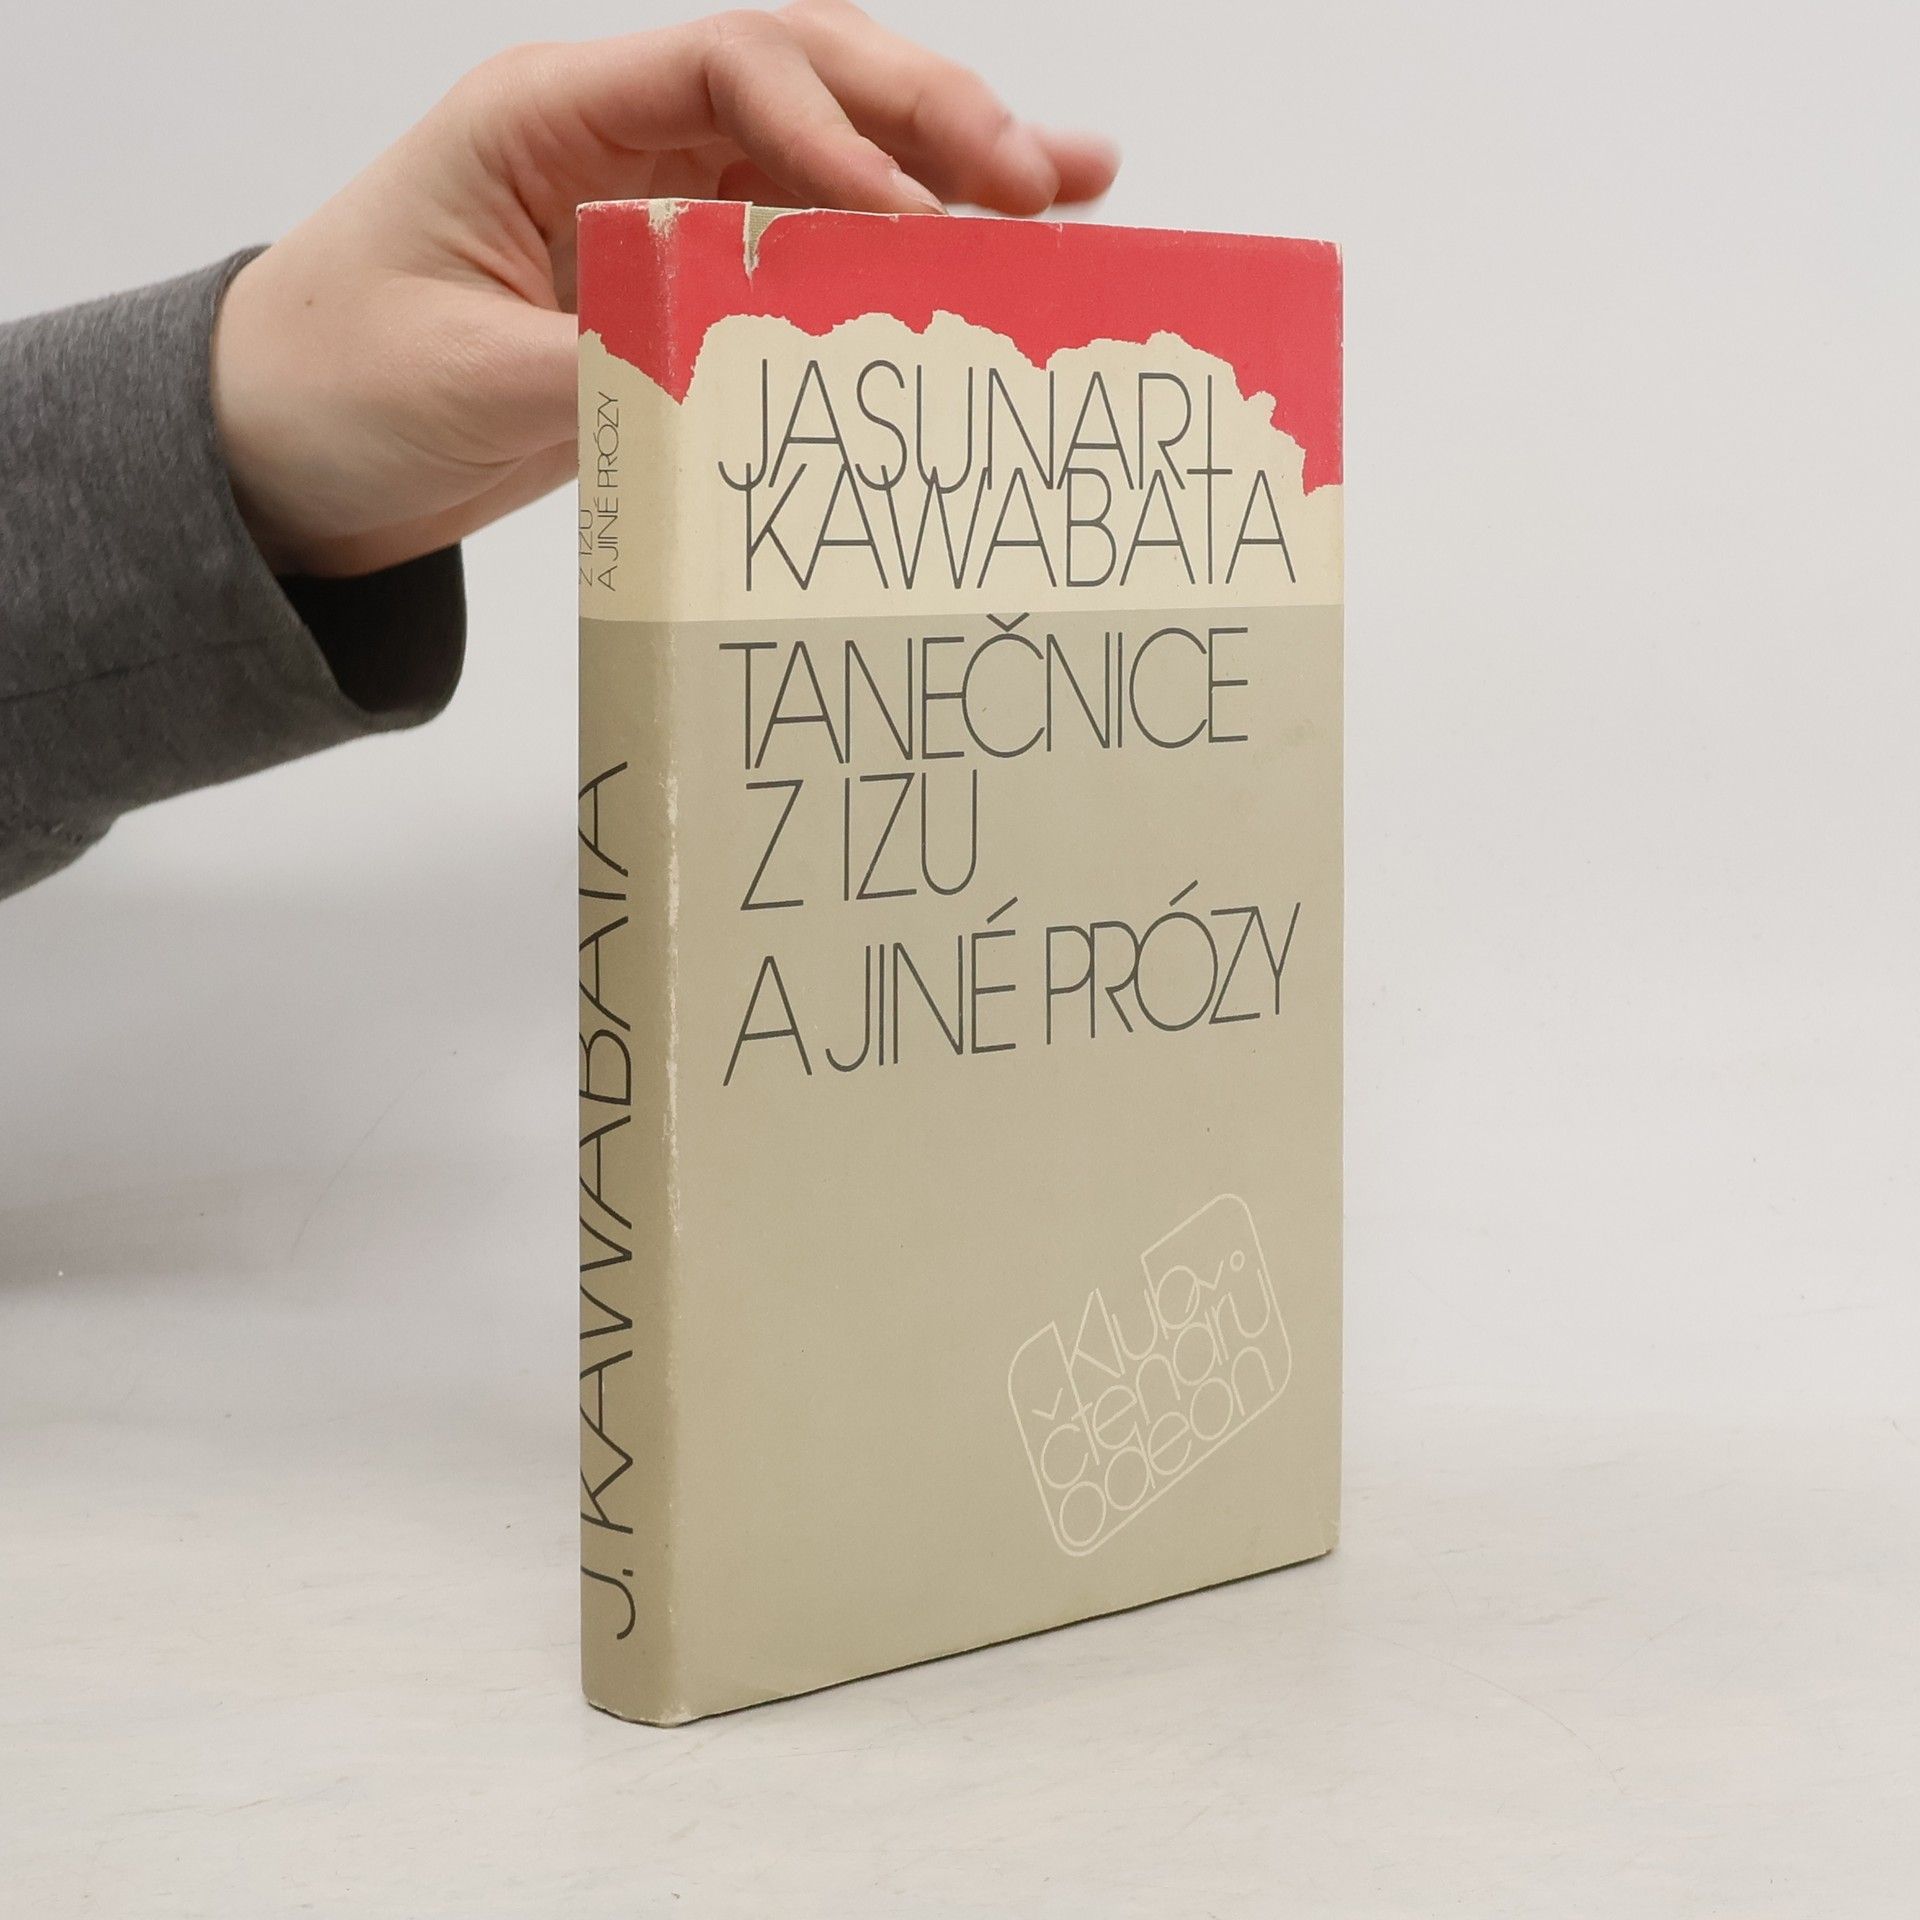 JASUNARI
KAWABATA
TANEČNICE
Z IZU
A JINÉ PRÓZY
Klub
čtenářů
odeon
J. KAWABATA
Z IZU
A JINÉ PRÓZY